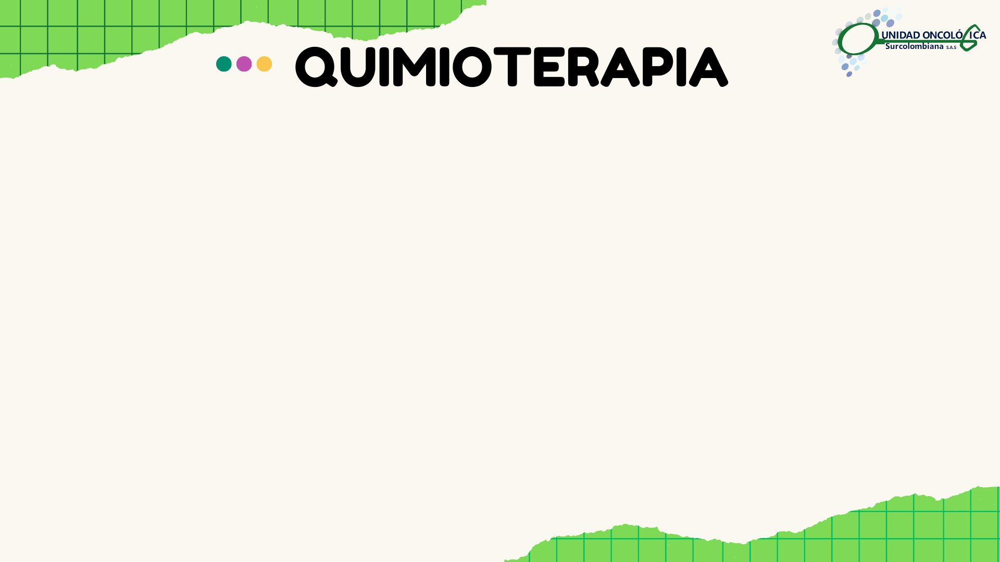 QUIMIOTERAPIA
UNIDAD ONCOLÓGICA
Surcolombiana S.A.S